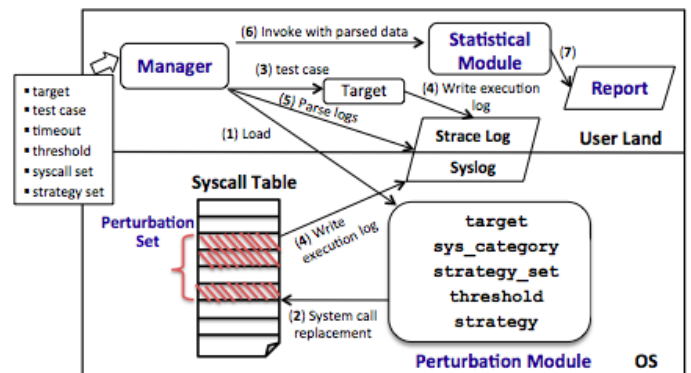 (6) Invoke with parsed data
Statistical
Module
(7)
Manager
(3) test case
Target
(4) Write execution
log
Report
▪ target
▪ test case
▪ timeout
▪ threshold
▪ syscall set
▪ strategy set
(5) Parse logs
(1) Load
Strace Log
User Land
Syslog
Syscall Table
Perturbation
Set
(4) Write
execution log
target
sys_category
strategy_set
threshold
strategy
(2) System call
replacement
Perturbation Module
OS